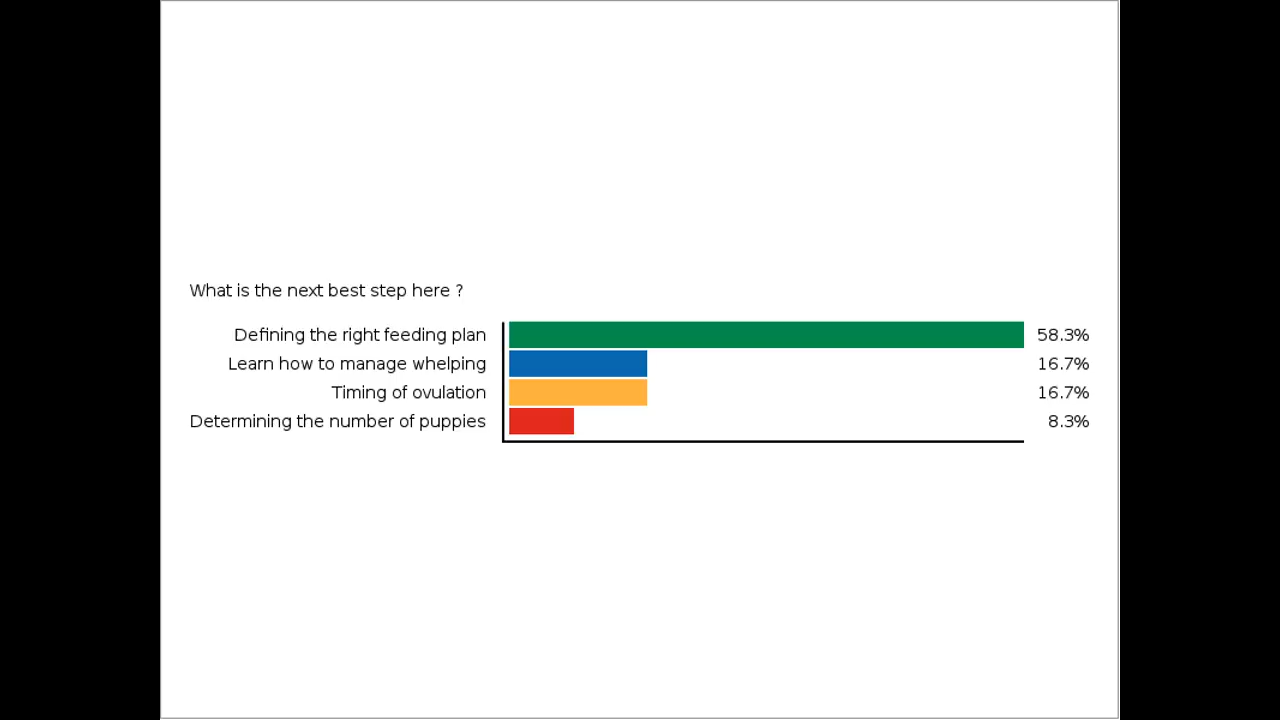 What is the next best step here ?
Defining the right feeding plan 58.3%
Learn how to manage whelping 16.7%
Timing of ovulation 16.7%
Determining the number of puppies 8.3%